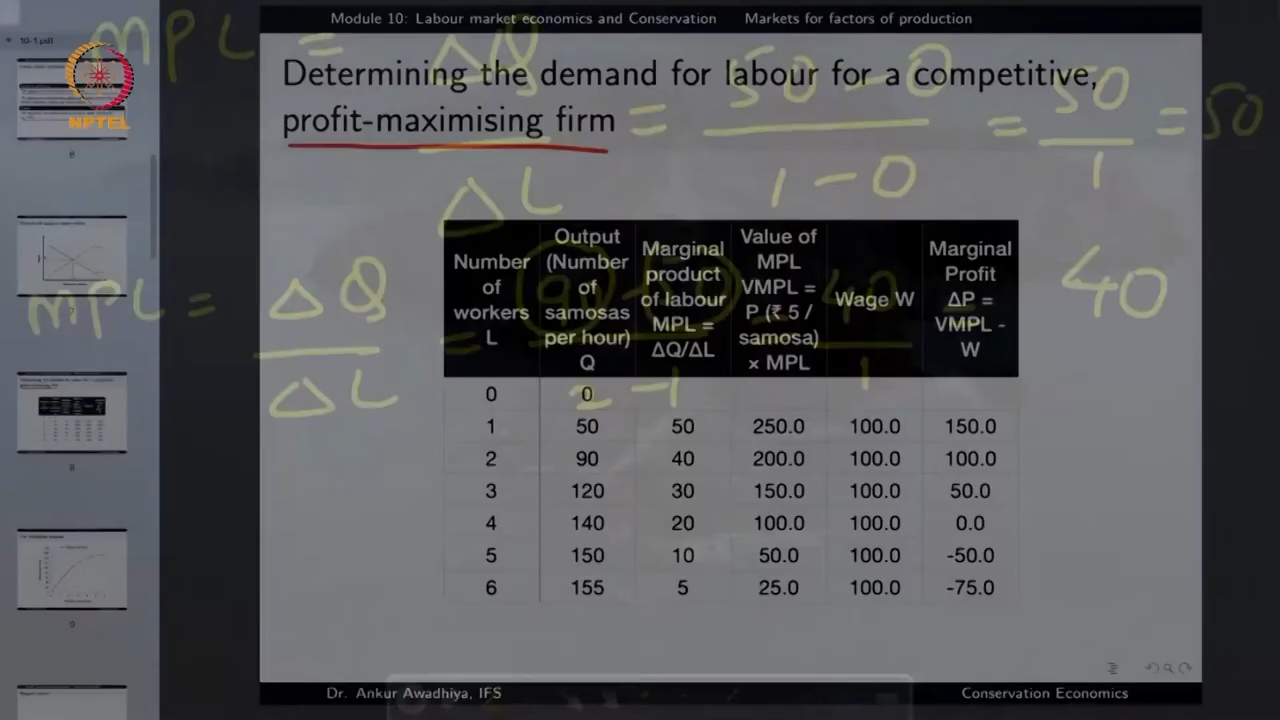 Module 10: Labour market economics and Conservation Markets for factors of production
NPTEL
Determining the demand for labour for a competitive,
profit-maximising firm
MPL = ΔQ / ΔL = 50 - 0 / 1 - 0 = 50 / 1 = 50
MPL = ΔQ / ΔL = 90 - 50 / 2 - 1 = 40 / 1 40
Number of workers L
Output (Number of samosas per hour) Q
Marginal product of labour MPL = ΔQ/ΔL
Value of MPL VMPL = P (₹ 5 / samosa) × MPL
Wage W
Marginal Profit ΔP = VMPL - W
0 0
1 50 50 250.0 100.0 150.0
2 90 40 200.0 100.0 100.0
3 120 30 150.0 100.0 50.0
4 140 20 100.0 100.0 0.0
5 150 10 50.0 100.0 -50.0
6 155 5 25.0 100.0 -75.0
6
8
9
Dr. Ankur Awadhiya, IFS Conservation Economics